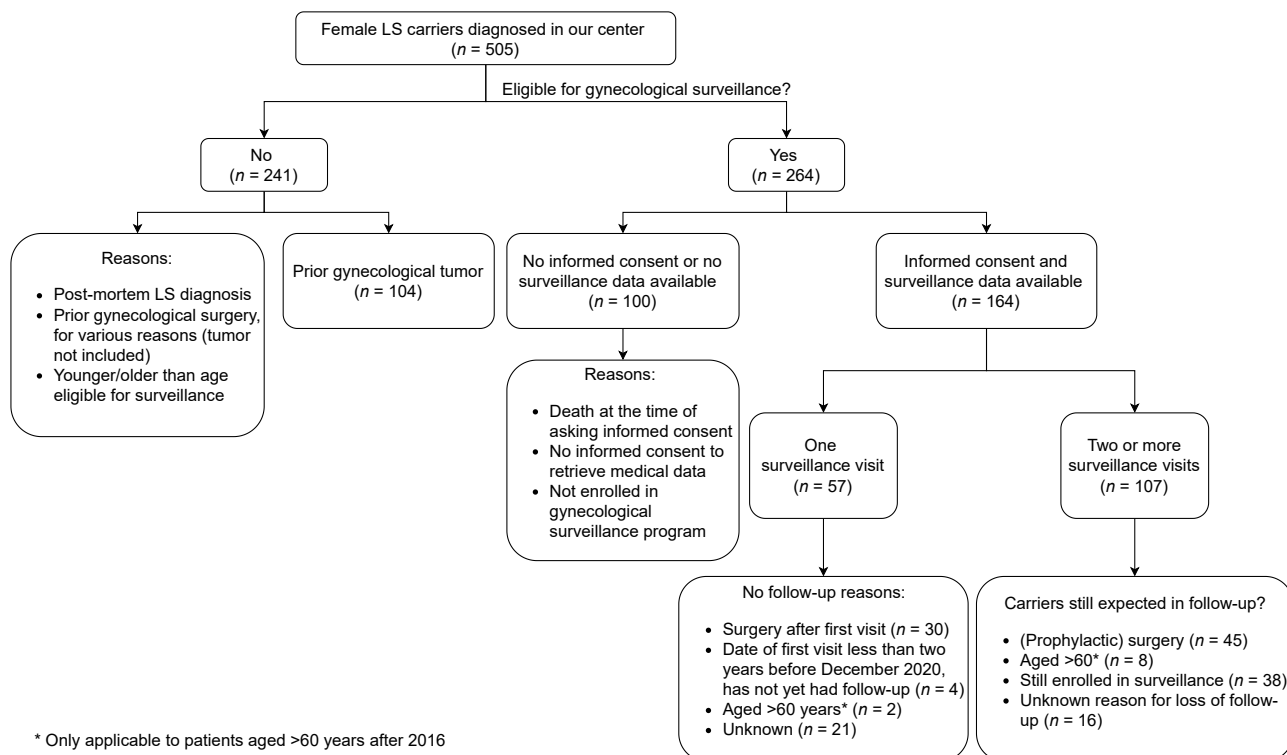 Female LS carriers diagnosed in our center
(n = 505)
Eligible for gynecological surveillance?
No
(n = 241)
Yes
(n = 264)
Reasons:
• Post-mortem LS diagnosis
• Prior gynecological surgery,
for various reasons (tumor
not included)
• Younger/older than age
eligible for surveillance
Prior gynecological tumor
(n = 104)
No informed consent or no
surveillance data available
(n = 100)
Informed consent and
surveillance data available
(n = 164)
Reasons:
• Death at the time of
asking informed consent
• No informed consent to
retrieve medical data
• Not enrolled in
gynecological
surveillance program
One
surveillance visit
(n = 57)
Two or more
surveillance visits
(n = 107)
No follow-up reasons:
• Surgery after first visit (n = 30)
• Date of first visit less than two
years before December 2020,
has not yet had follow-up (n = 4)
• Aged >60 years* (n = 2)
• Unknown (n = 21)
Carriers still expected in follow-up?
• (Prophylactic) surgery (n = 45)
• Aged >60* (n = 8)
• Still enrolled in surveillance (n = 38)
• Unknown reason for loss of follow-
up (n = 16)
* Only applicable to patients aged >60 years after 2016